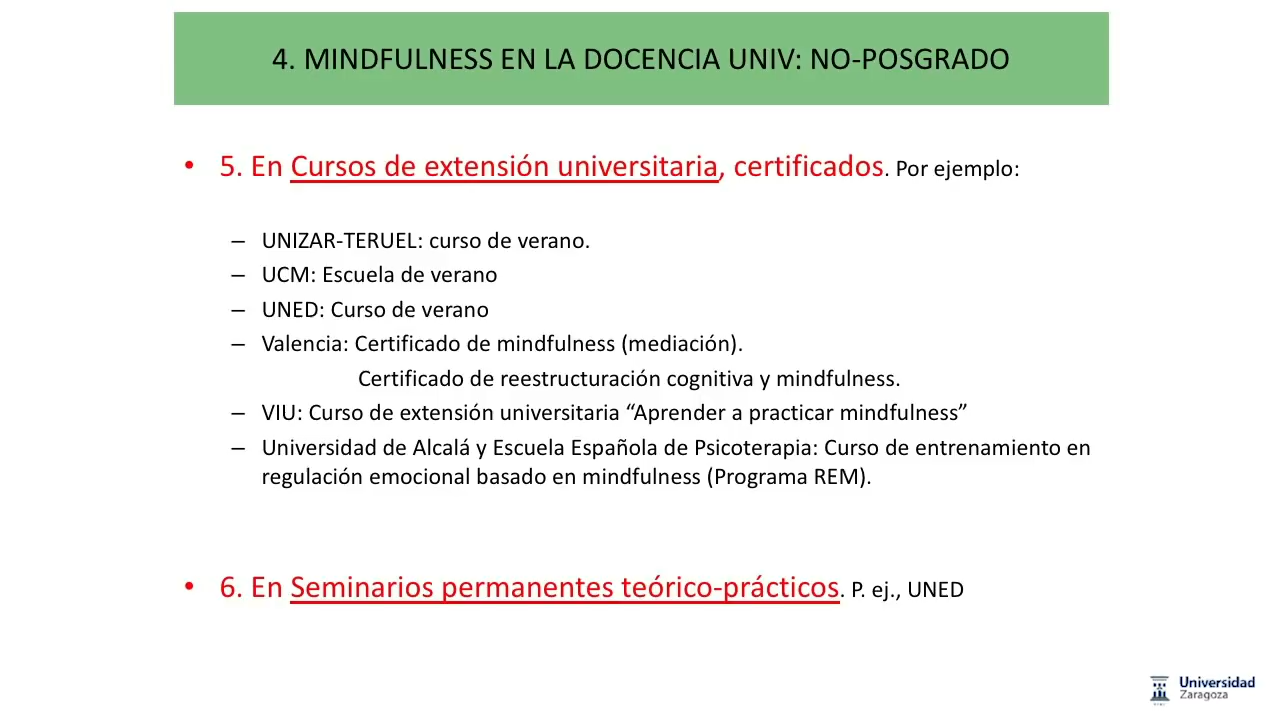 4. MINDFULNESS EN LA DOCENCIA UNIV: NO-POSGRADO
• 5. En Cursos de extensión universitaria, certificados. Por ejemplo:
– UNIZAR-TERUEL: curso de verano.
– UCM: Escuela de verano
– UNED: Curso de verano
– Valencia: Certificado de mindfulness (mediación).
Certificado de reestructuración cognitiva y mindfulness.
– VIU: Curso de extensión universitaria “Aprender a practicar mindfulness”
– Universidad de Alcalá y Escuela Española de Psicoterapia: Curso de entrenamiento en
regulación emocional basado en mindfulness (Programa REM).
• 6. En Seminarios permanentes teórico-prácticos. P. ej., UNED
Universidad
Zaragoza